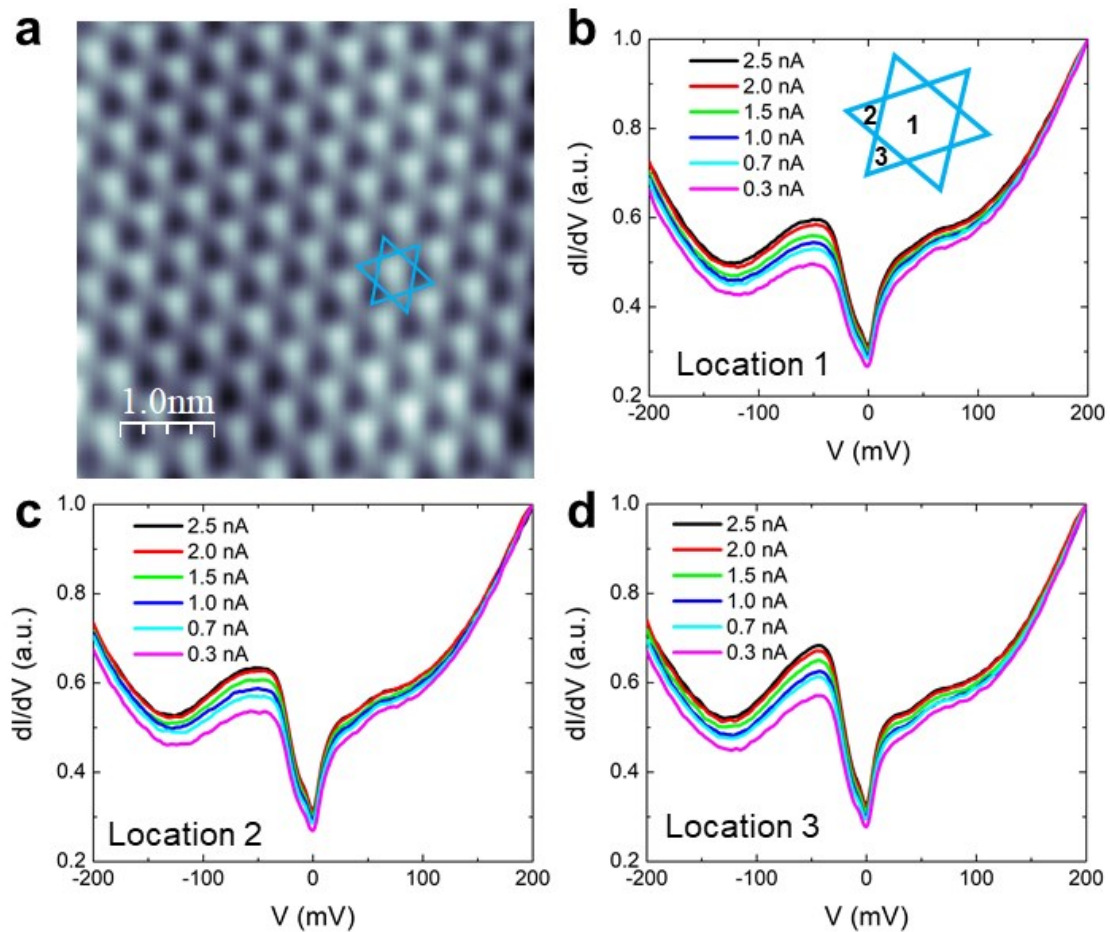 a
1.0nm
b
2.5 nA
2.0 nA
1.5 nA
1.0 nA
0.7 nA
0.3 nA
1
2
3
Location 1
dI/dV (a.u.)
1.0
0.8
0.6
0.4
0.2
-200 -100 0 100 200
V (mV)
c
2.5 nA
2.0 nA
1.5 nA
1.0 nA
0.7 nA
0.3 nA
Location 2
dI/dV (a.u.)
1.0
0.8
0.6
0.4
0.2
-200 -100 0 100 200
V (mV)
d
2.5 nA
2.0 nA
1.5 nA
1.0 nA
0.7 nA
0.3 nA
Location 3
dI/dV (a.u.)
1.0
0.8
0.6
0.4
0.2
-200 -100 0 100 200
V (mV)